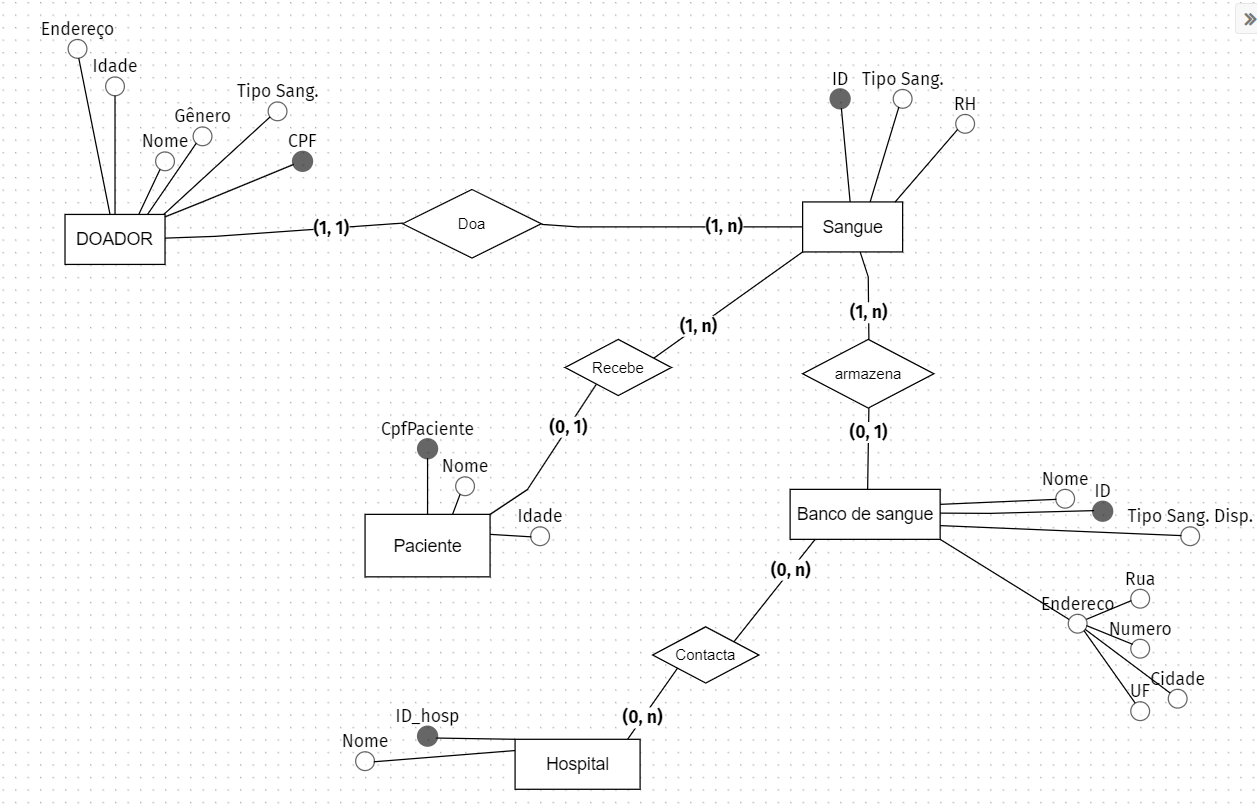 Endereço
Idade
Tipo Sang.
Gênero
Nome
CPF
DOADOR
(1, 1)
Doa
(1, n)
ID
Tipo Sang.
RH
Sangue
(1, n)
Recebe
(0, 1)
(1, n)
armazena
(0, 1)
CpfPaciente
Nome
Idade
Paciente
Nome
ID
Tipo Sang. Disp.
Banco de sangue
Endereco
Rua
Numero
Cidade
UF
(0, n)
Contacta
(0, n)
ID_hosp
Nome
Hospital